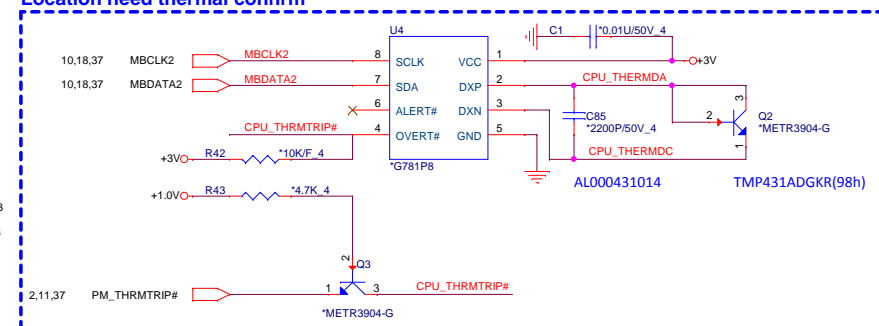 Location need thermal confirm
U4
C1 *0.01U/50V_4
10,18,37 MBCLK2 MBCLK2 8 SCLK VCC 1 +3V
10,18,37 MBDATA2 MBDATA2 7 SDA DXP 2 CPU_THERMDA
6 ALERT# DXN 3
CPU_THRMTRIP# 4 OVERT# GND 5
C85
*2200P/50V_4
2 3 1
Q2
*METR3904-G
+3V R42 *10K/F_4
*G781P8
CPU_THERMDC
AL000431014 TMP431ADGKR(98h)
+1.0V R43 *4.7K_4
2
Q3
2,11,37 PM_THRMTRIP# 1 3 CPU_THRMTRIP#
*METR3904-G